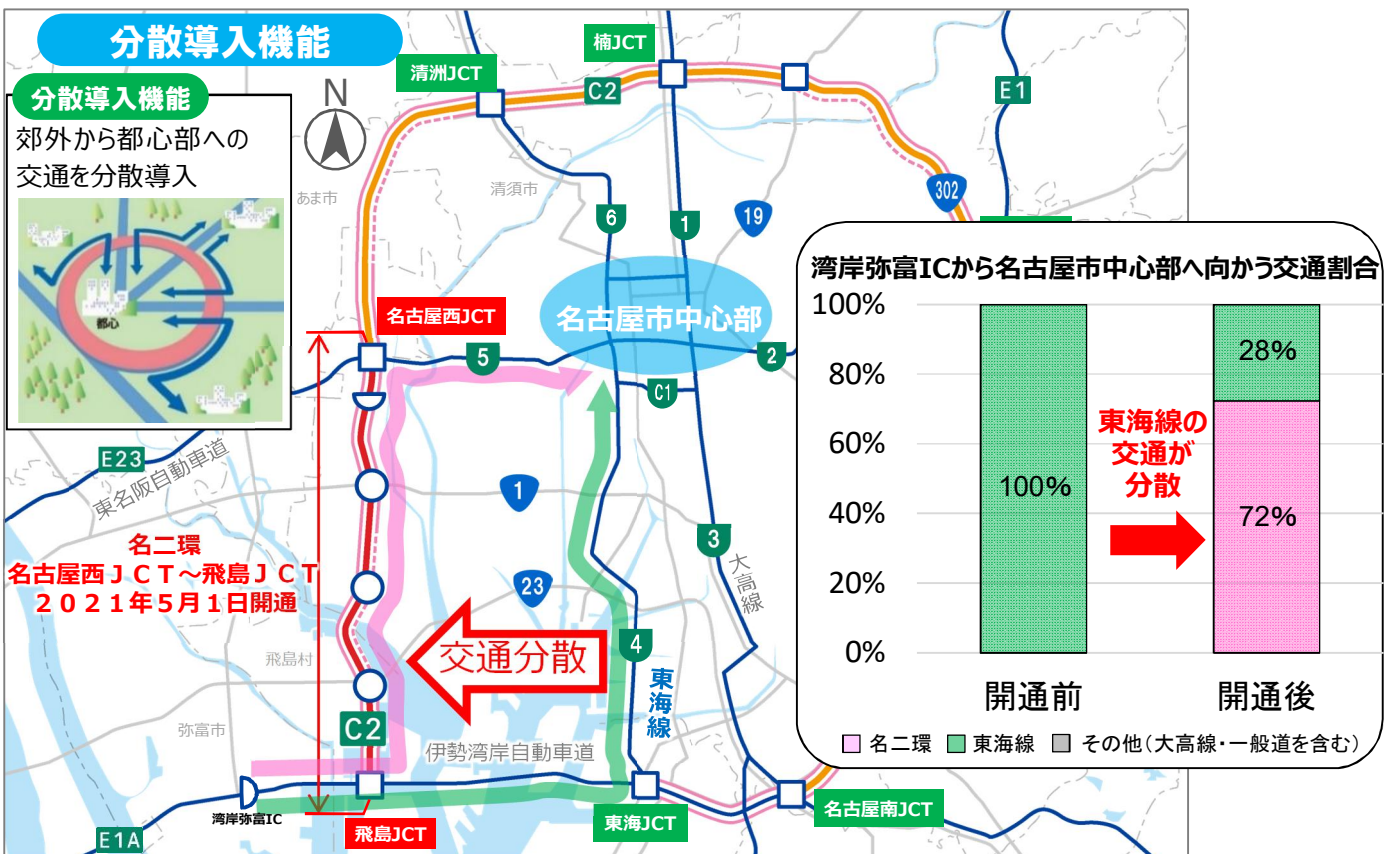 分散導入機能
分散導入機能
郊外から都心部への
交通を分散導入
都心
N
清洲JCT
楠JCT
C2
E1
302
あま市
清須市
6
1
19
名古屋西JCT
名古屋市中心部
5
2
C1
E23
東名阪自動車道
1
3
大高線
名二環
名古屋西ＪＣＴ～飛島ＪＣＴ
２０２１年５月１日開通
23
飛島村
交通分散
4
東海線
弥富市
C2
伊勢湾岸自動車道
湾岸弥富IC
飛島JCT
東海JCT
名古屋南JCT
E1A
湾岸弥富ICから名古屋市中心部へ向かう交通割合
100%
80%
60%
40%
20%
0%
100%
28%
72%
東海線の
交通が
分散
開通前
開通後
名二環 東海線 その他(大高線・一般道を含む)